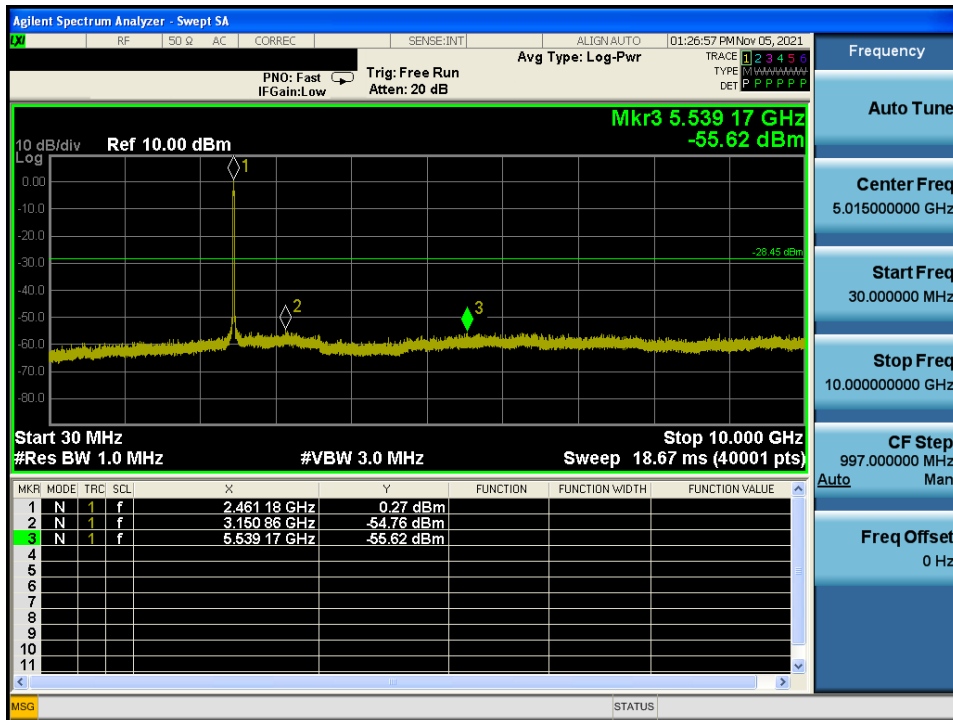 Agilent Spectrum Analyzer - Swept SA
LXI RF 50 Ω AC CORREC SENSE:INT ALIGN AUTO 01:26:57 PM Nov 05, 2021
PNO: Fast
IFGain:Low
Trig: Free Run
Atten: 20 dB
Avg Type: Log-Pwr
TRACE 1 2 3 4 5 6
TYPE M WWWWW
DET P P P P P P
Mkr3 5.539 17 GHz
-55.62 dBm
10 dB/div Ref 10.00 dBm
Log
1
0.00
-10.0
-20.0
-28.45 dBm
-30.0
-40.0
2
3
-50.0
-60.0
-70.0
-80.0
Start 30 MHz Stop 10.000 GHz
#Res BW 1.0 MHz #VBW 3.0 MHz Sweep 18.67 ms (40001 pts)
MKR MODE TRC SCL X Y FUNCTION FUNCTION WIDTH FUNCTION VALUE
1 N 1 f 2.461 18 GHz 0.27 dBm
2 N 1 f 3.150 86 GHz -54.76 dBm
3 N 1 f 5.539 17 GHz -55.62 dBm
4
5
6
7
8
9
10
11
MSG STATUS
Frequency
Auto Tune
Center Freq
5.015000000 GHz
Start Freq
30.000000 MHz
Stop Freq
10.000000000 GHz
CF Step
997.000000 MHz
Auto Man
Freq Offset
0 Hz